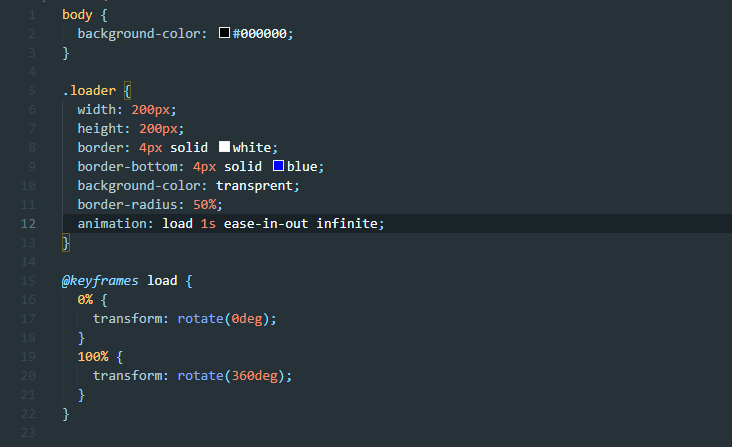 1 body {
2   background-color: #000000;
3 }
4
5 .loader {
6   width: 200px;
7   height: 200px;
8   border: 4px solid white;
9   border-bottom: 4px solid blue;
10   background-color: transprent;
11   border-radius: 50%;
12   animation: load 1s ease-in-out infinite;
13 }
14
15 @keyframes load {
16   0% {
17     transform: rotate(0deg);
18   }
19   100% {
20     transform: rotate(360deg);
21   }
22 }
23